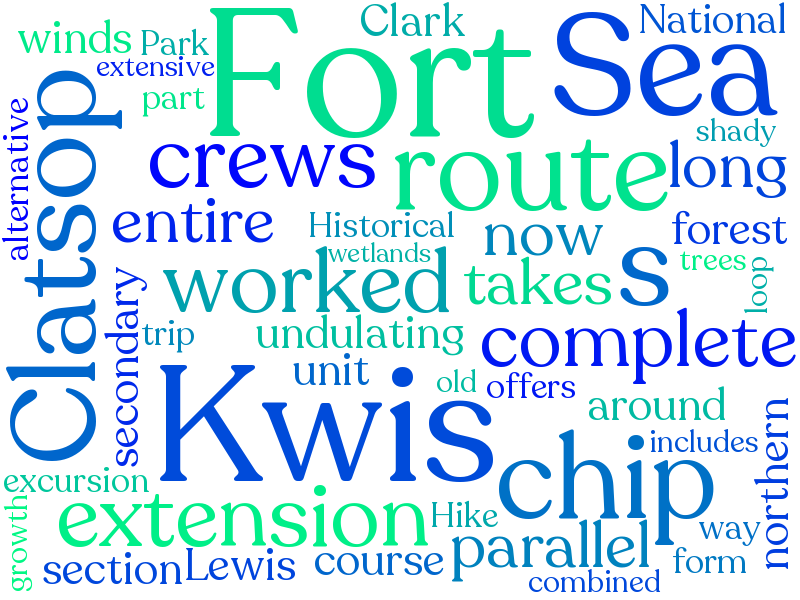 winds
Park
Fort
Clark
Sea
National
extensive
part
shady
alternative
Clatsop
crews
route
long
entire
Historical
now
forest
wetlands
trees
worked
takes
s
loop
secondary
trip
undulating
complete
unit
old
offers
Kwis
around
includes
northern
chip
excursion
growth
extension
Hike
parallel
way
section
Lewis
course
form
combined